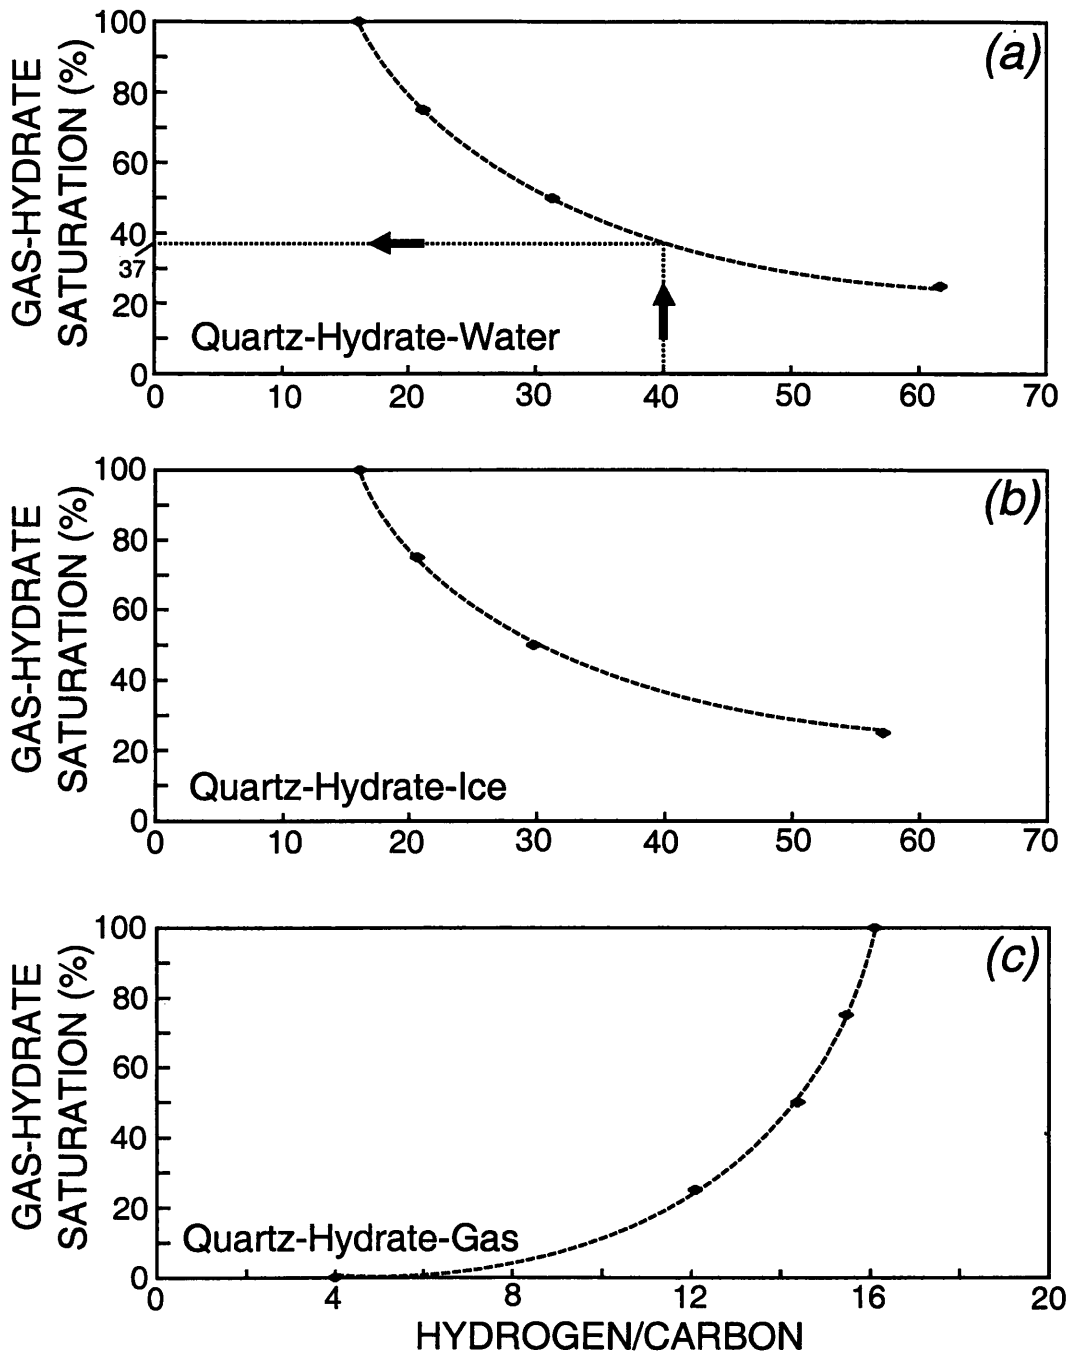 GAS-HYDRATE
SATURATION (%)
100
80
60
40
37
20
0
(a)
Quartz-Hydrate-Water
0 10 20 30 40 50 60 70
GAS-HYDRATE
SATURATION (%)
100
80
60
40
20
0
(b)
Quartz-Hydrate-Ice
0 10 20 30 40 50 60 70
GAS-HYDRATE
SATURATION (%)
100
80
60
40
20
0
(c)
Quartz-Hydrate-Gas
0 4 8 12 16 20
HYDROGEN/CARBON